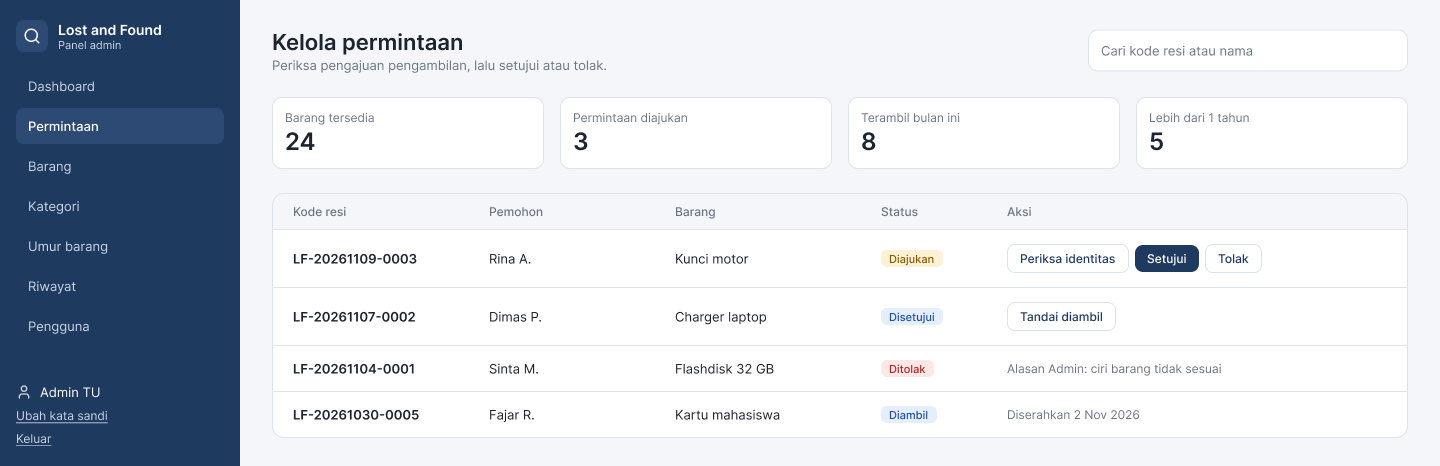 Lost and Found
Panel admin
Dashboard
Permintaan
Barang
Kategori
Umur barang
Riwayat
Pengguna
Admin TU
Ubah kata sandi
Keluar
Kelola permintaan
Periksa pengajuan pengambilan, lalu setujui atau tolak.
Cari kode resi atau nama
Barang tersedia
24
Permintaan diajukan
3
Terambil bulan ini
8
Lebih dari 1 tahun
5
Kode resi Pemohon Barang Status Aksi
LF-20261109-0003 Rina A. Kunci motor Diajukan Periksa identitas Setujui Tolak
LF-20261107-0002 Dimas P. Charger laptop Disetujui Tandai diambil
LF-20261104-0001 Sinta M. Flashdisk 32 GB Ditolak Alasan Admin: ciri barang tidak sesuai
LF-20261030-0005 Fajar R. Kartu mahasiswa Diambil Diserahkan 2 Nov 2026